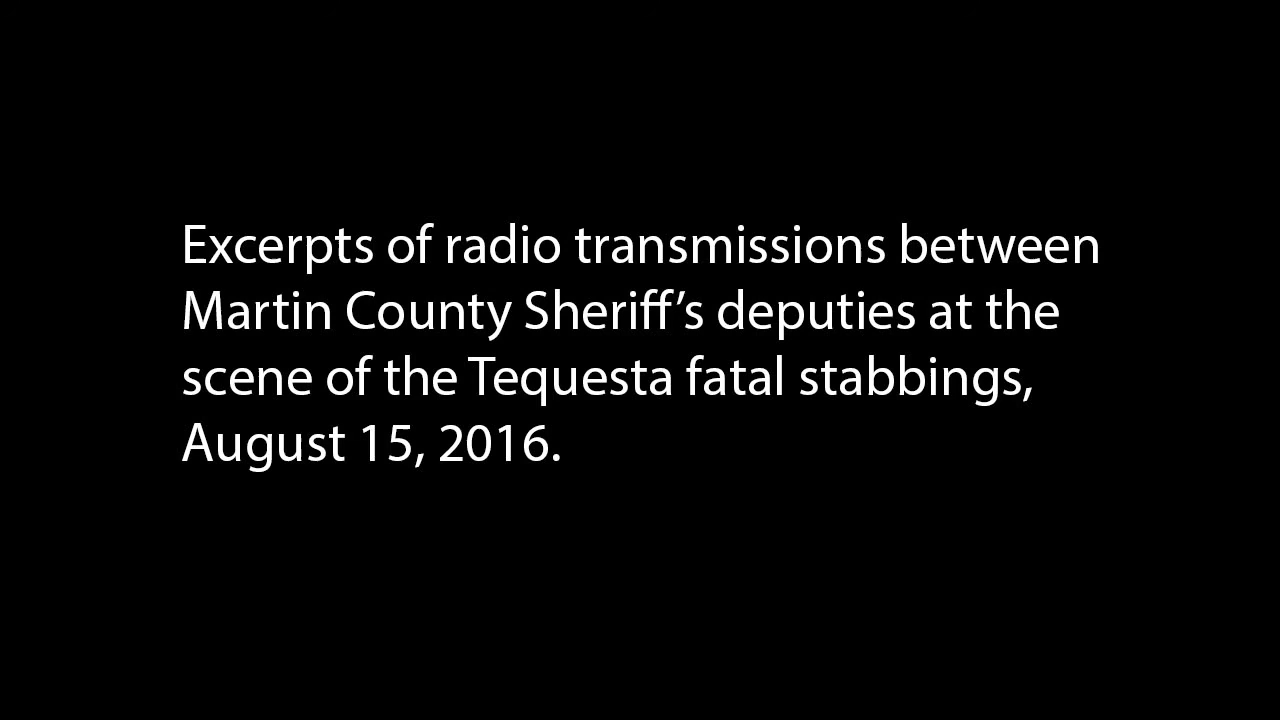 Excerpts of radio transmissions between
Martin County Sheriff’s deputies at the
scene of the Tequesta fatal stabbings,
August 15, 2016.